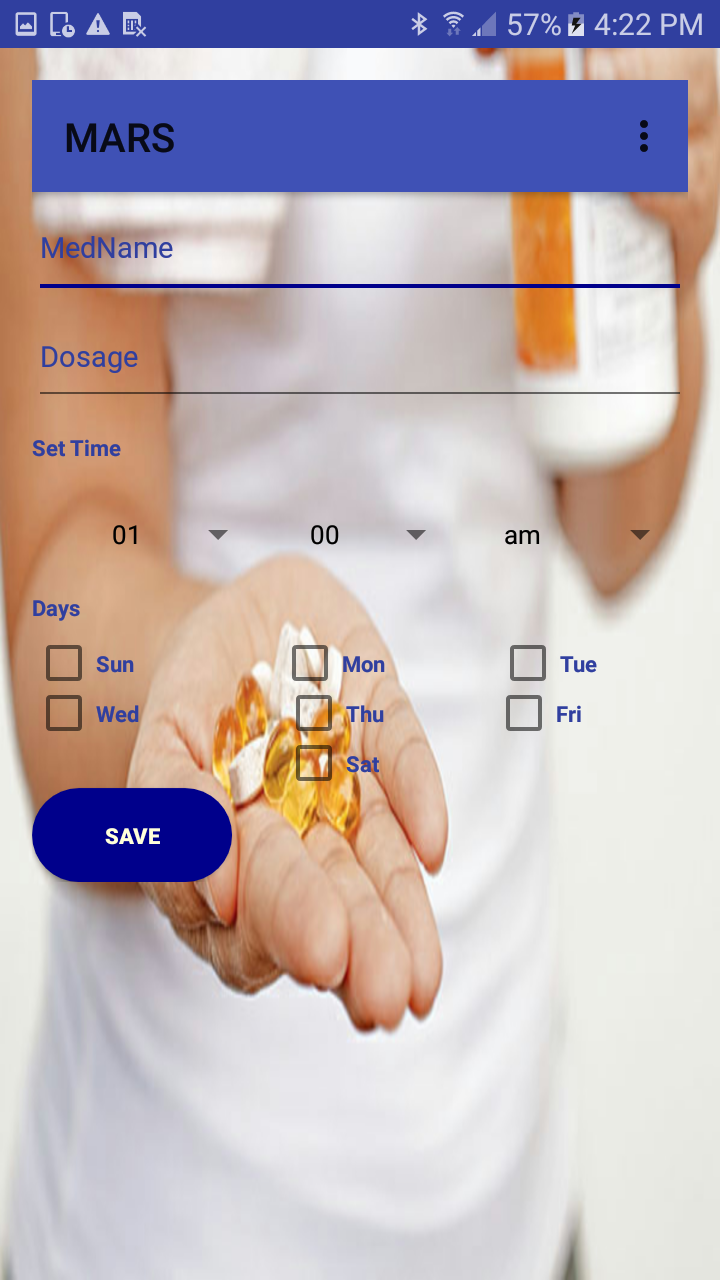 57% 4:22 PM
MARS
MedName
Dosage
Set Time
01 00 am
Days
Sun Mon Tue
Wed Thu Fri
Sat
SAVE